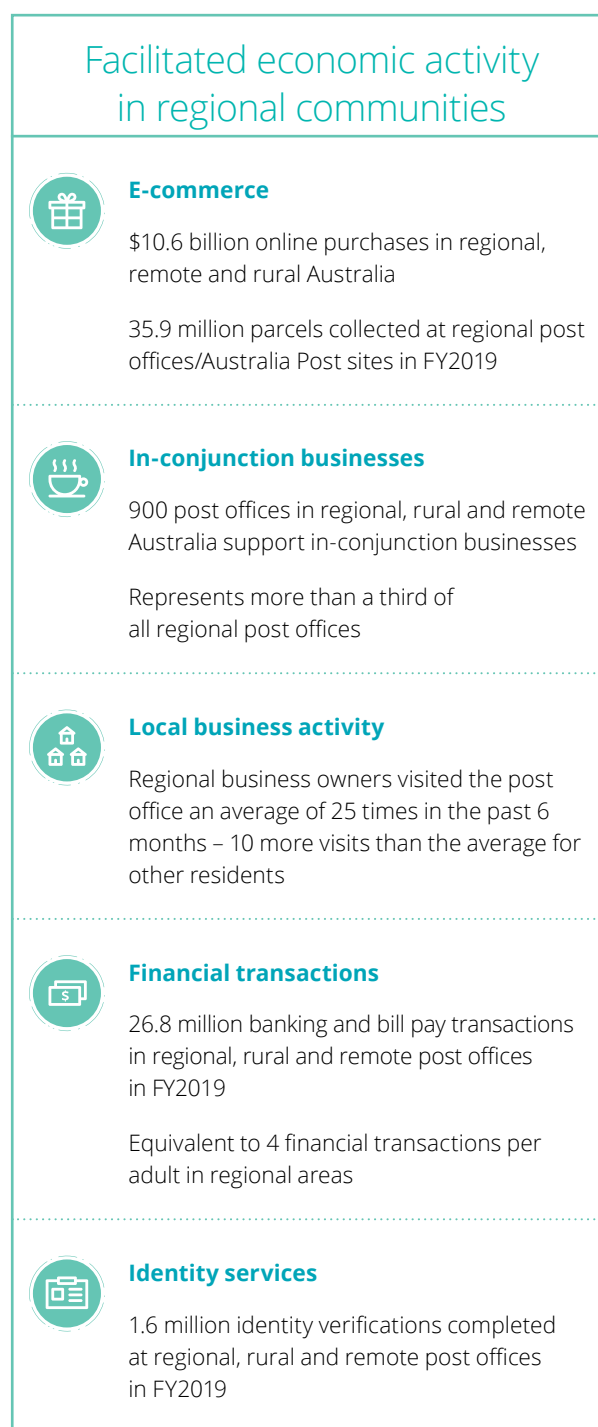 Facilitated economic activity
in regional communities
E-commerce
$10.6 billion online purchases in regional,
remote and rural Australia
35.9 million parcels collected at regional post
offices/Australia Post sites in FY2019
In-conjunction businesses
900 post offices in regional, rural and remote
Australia support in-conjunction businesses
Represents more than a third of
all regional post offices
Local business activity
Regional business owners visited the post
office an average of 25 times in the past 6
months – 10 more visits than the average for
other residents
$
Financial transactions
26.8 million banking and bill pay transactions
in regional, rural and remote post offices
in FY2019
Equivalent to 4 financial transactions per
adult in regional areas
Identity services
1.6 million identity verifications completed
at regional, rural and remote post offices
in FY2019